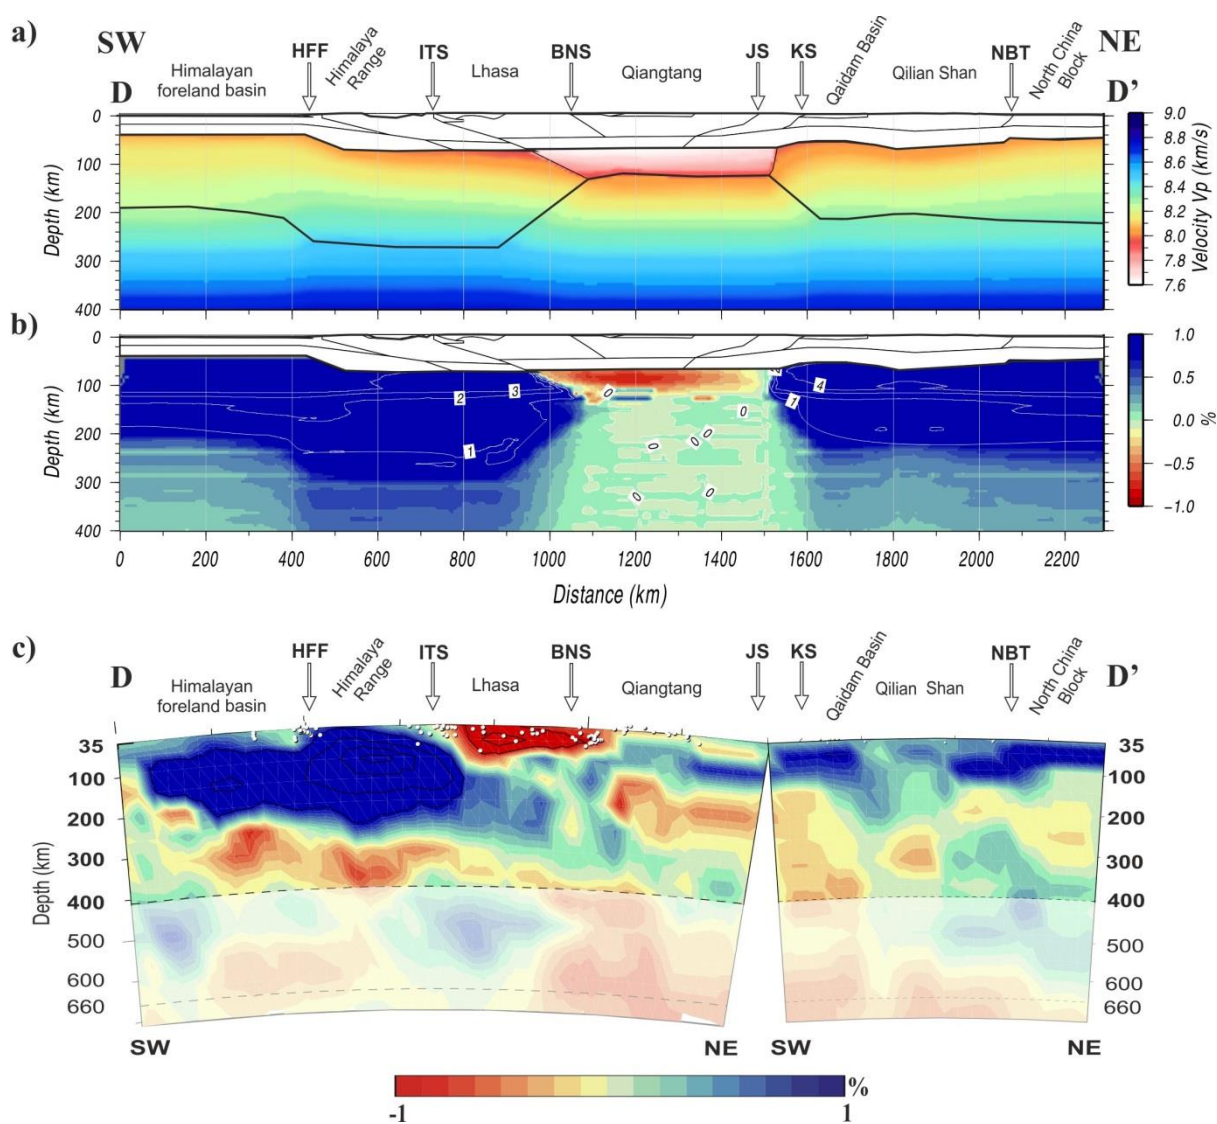 a)
SW
NE
HFF
Himalaya
Range
ITS
BNS
JS
KS
Qaidam Basin
NBT
North China
Block
Himalayan
foreland basin
Lhasa
Qiangtang
Qilian Shan
D
D’
0
100
200
300
400
Depth (km)
9.0
8.8
8.6
8.4
8.2
8.0
7.8
7.6
Velocity Vp (km/s)
b)
0
100
200
300
400
Depth (km)
2
3
1
0
0
0
0
0
0
0
2
4
1
1.0
0.5
0.0
-0.5
-1.0
%
0 200 400 600 800 1000 1200 1400 1600 1800 2000 2200
Distance (km)
c)
HFF
Himalaya
Range
ITS
BNS
JS
KS
Qaidam Basin
NBT
North China
Block
D
D’
Himalayan
foreland basin
Lhasa
Qiangtang
Qilian Shan
35
100
200
300
400
500
600
660
Depth (km)
35
100
200
300
400
500
600
660
SW
NE
SW
NE
%
-1
1